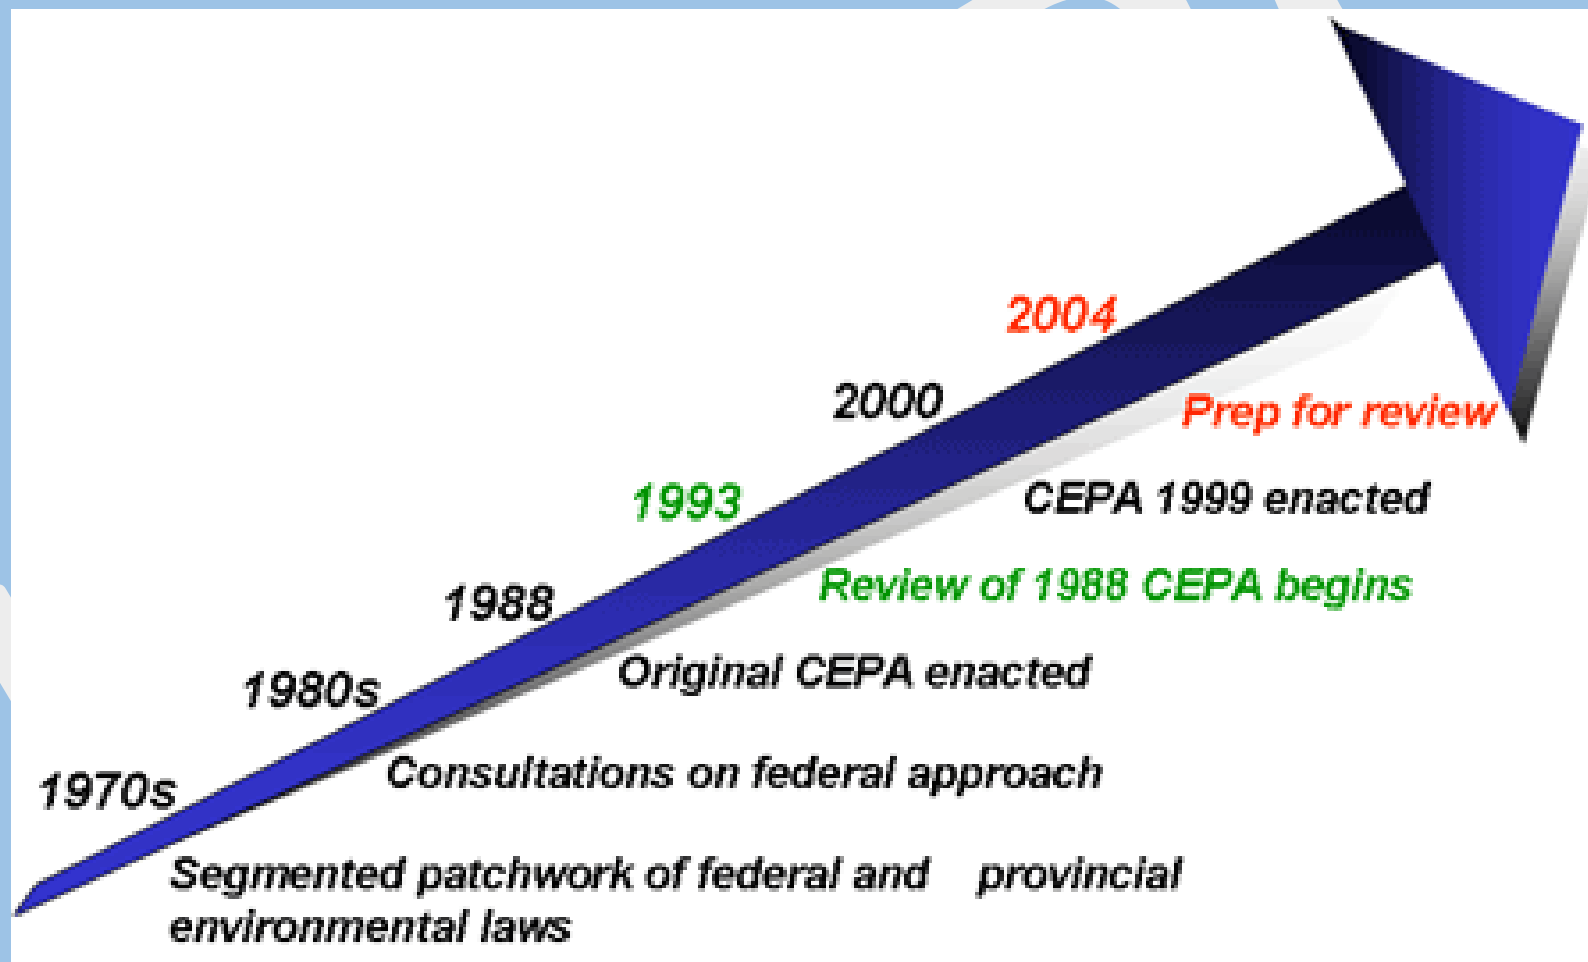 2004
Prep for review
2000
CEPA 1999 enacted
1993
Review of 1988 CEPA begins
1988
Original CEPA enacted
1980s
Consultations on federal approach
1970s
Segmented patchwork of federal and provincial
environmental laws